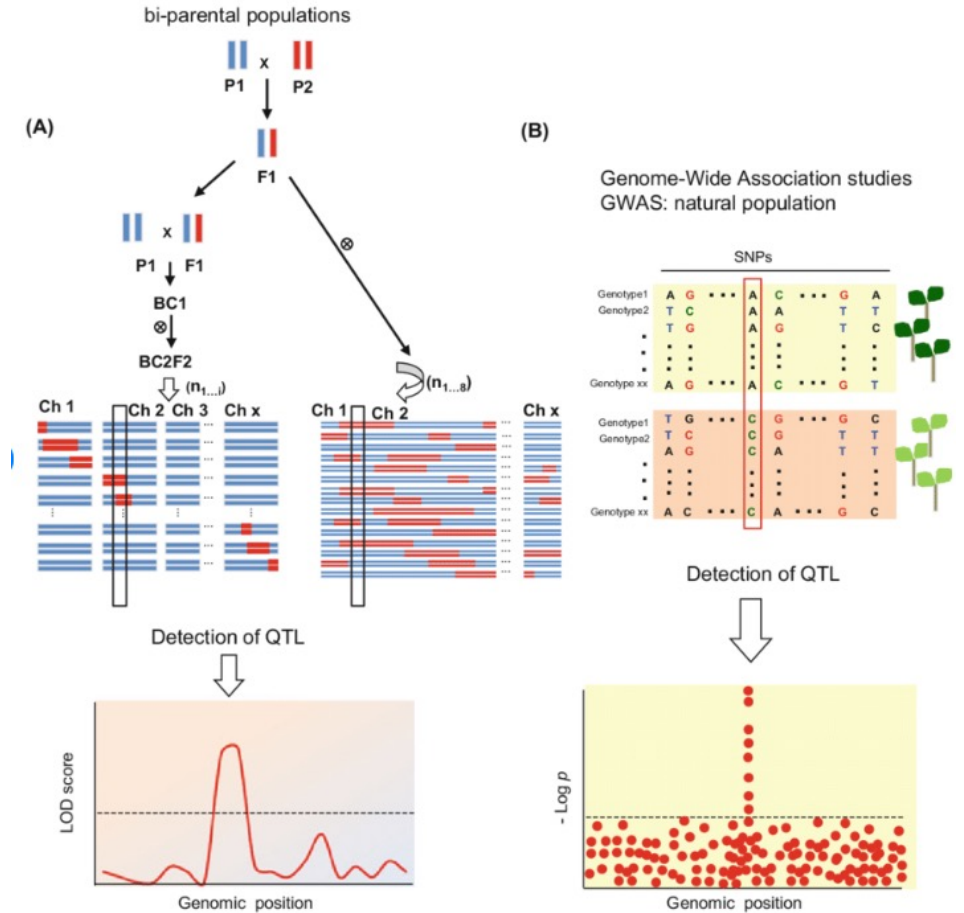 bi-parental populations
x
P1 P2
(A)
F1
x
P1 F1
BC1
BC2F2
(n1...i)
(n1...8)
Ch 1 Ch 2 Ch 3 Ch x
Ch 1 Ch 2 Ch x
Detection of QTL
LOD score
Genomic position
(B)
Genome-Wide Association studies
GWAS: natural population
SNPs
Genotype1 A G ··· A C ··· G A
Genotype2 T C A A T T
T G A G T C
Genotype xx A G ··· A C ··· G T
Genotype1 T G ··· C G ··· G C
Genotype2 T C C G T T
A G C A T T
Genotype xx A C ··· C A ··· G C
Detection of QTL
- Log p
Genomic position